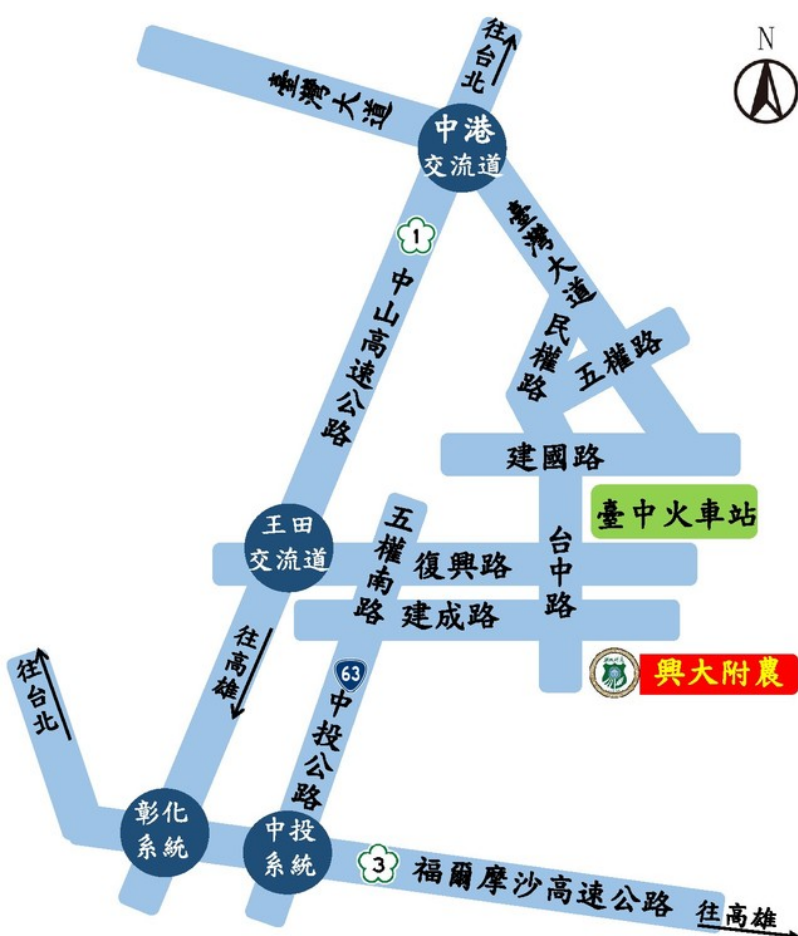 往台北
N
臺灣大道
中港
交流道
1
臺灣大道
中山高速公路
民權路
五權路
建國路
臺中火車站
五權南路
王田
交流道
復興路
台中路
建成路
往高雄
63
興大附農
往台北
中投公路
彰化
系統
中投
系統
3
福爾摩沙高速公路
往高雄